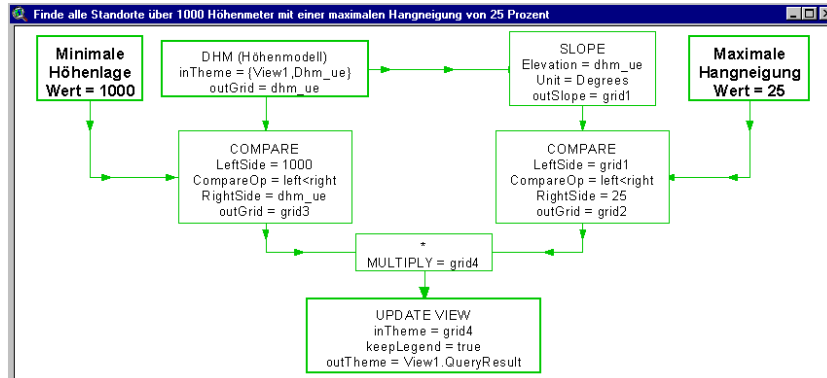 Finde alle Standorte über 1000 Höhenmeter mit einer maximalen Hangneigung von 25 Prozent
Minimale
Höhenlage
Wert = 1000
DHM (Höhenmodell)
inTheme = {View1,Dhm_ue}
outGrid = dhm_ue
SLOPE
Elevation = dhm_ue
Unit = Degrees
outSlope = grid1
Maximale
Hangneigung
Wert = 25
COMPARE
LeftSide = 1000
CompareOp = left<right
RightSide = dhm_ue
outGrid = grid3
COMPARE
LeftSide = grid1
CompareOp = left<right
RightSide = 25
outGrid = grid2
*
MULTIPLY = grid4
UPDATE VIEW
inTheme = grid4
keepLegend = true
outTheme = View1.QueryResult